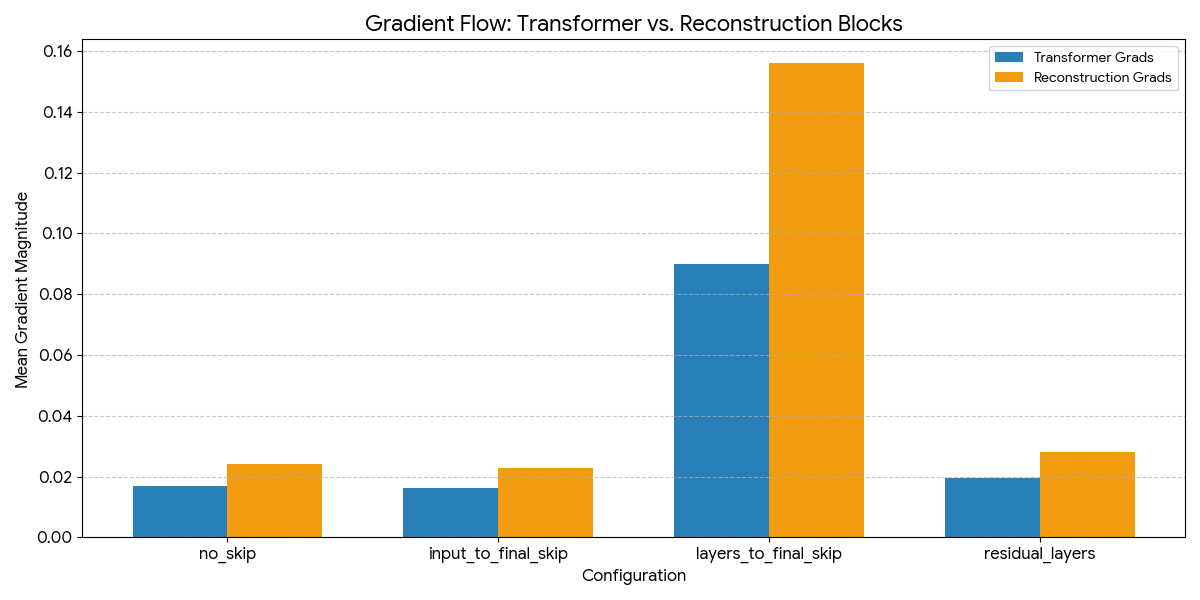 Gradient Flow: Transformer vs. Reconstruction Blocks
Transformer Grads
Reconstruction Grads
Mean Gradient Magnitude
0.16
0.14
0.12
0.10
0.08
0.06
0.04
0.02
0.00
no_skip
input_to_final_skip
layers_to_final_skip
residual_layers
Configuration